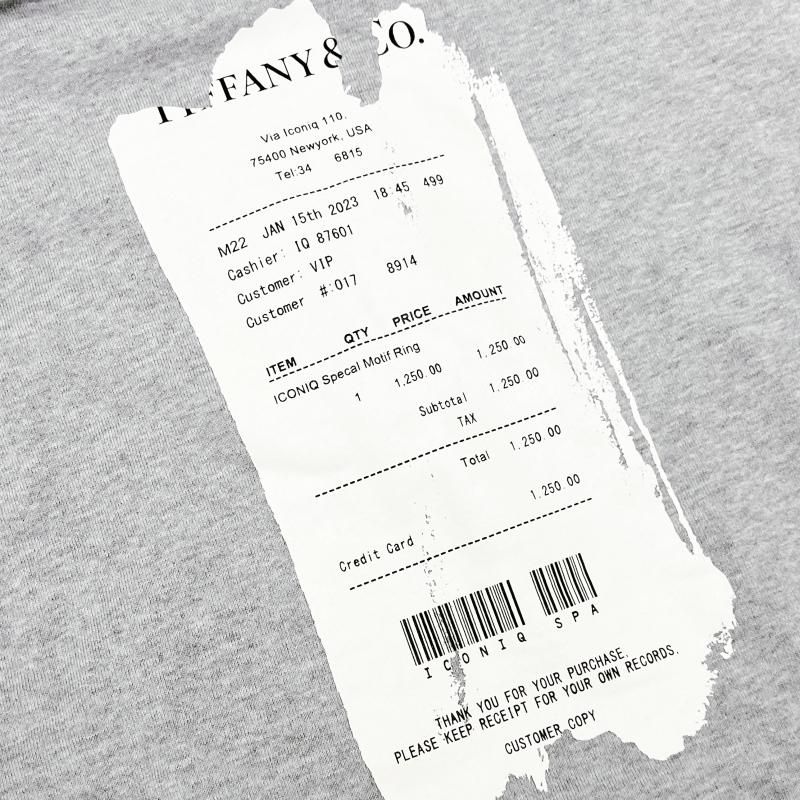 TIFFANY & CO.
Via Iconiq 110,
75400 Newyork, USA
Tel:34 6815
M22 JAN 15th 2023 18:45 499
Cashier: IQ 87601
Customer: VIP
Customer #:017 8914
ITEM QTY PRICE AMOUNT
ICONIQ Specal Motif Ring
1 1,250.00 1,250.00
Subtotal 1,250.00
TAX
Total 1,250.00
1,250.00
Credit Card
ICONIQ SPA
THANK YOU FOR YOUR PURCHASE.
PLEASE KEEP RECEIPT FOR YOUR OWN RECORDS.
CUSTOMER COPY